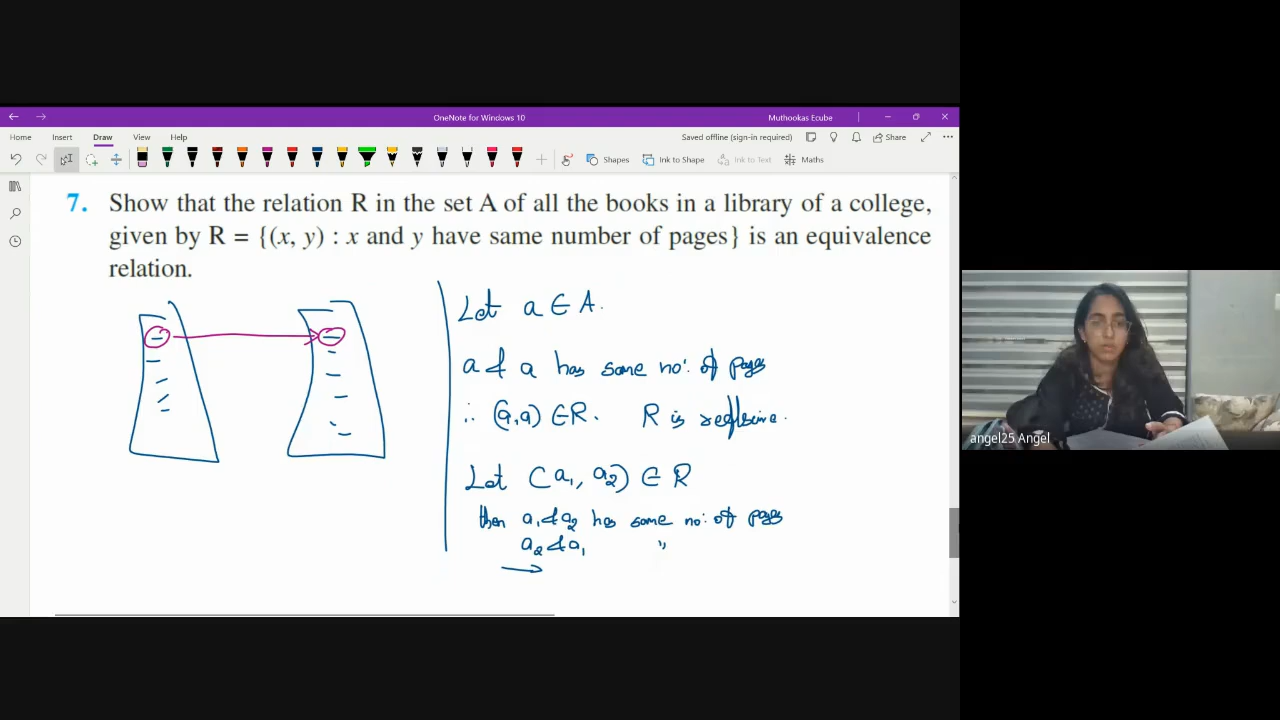 OneNote for Windows 10
Muthookas Ecube
Home Insert Draw View Help
Saved offline (sign-in required)
Share
Shapes
Ink to Shape
Ink to Text
Maths
7. Show that the relation R in the set A of all the books in a library of a college,
given by R = {(x, y) : x and y have same number of pages} is an equivalence
relation.
Let a ∈ A.
a & a has same no: of pages
∴ (a,a) ∈ R. R is reflexive.
Let (a₁, a₂) ∈ R
then a₁ & a₂ has same no: of pages
a₂ & a₁ "
→
angel25 Angel